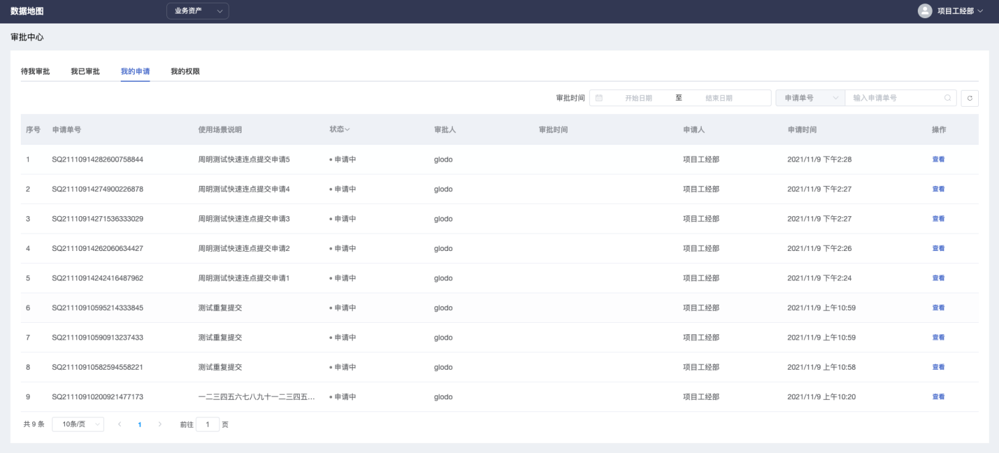 数据地图 业务资产 项目工经部
审批中心
待我审批 我已审批 我的申请 我的权限
审批时间 开始日期 至 结束日期 申请单号 输入申请单号
序号 申请单号 使用场景说明 状态 审批人 审批时间 申请人 申请时间 操作
1 SQ21110914282600758844 周明测试快速连点提交申请5 申请中 glodo 项目工经部 2021/11/9 下午2:28 查看
2 SQ21110914274900226878 周明测试快速连点提交申请4 申请中 glodo 项目工经部 2021/11/9 下午2:27 查看
3 SQ21110914271536333029 周明测试快速连点提交申请3 申请中 glodo 项目工经部 2021/11/9 下午2:27 查看
4 SQ21110914262060634427 周明测试快速连点提交申请2 申请中 glodo 项目工经部 2021/11/9 下午2:26 查看
5 SQ21110914242416487962 周明测试快速连点提交申请1 申请中 glodo 项目工经部 2021/11/9 下午2:24 查看
6 SQ21110910595214333845 测试重复提交 申请中 glodo 项目工经部 2021/11/9 上午10:59 查看
7 SQ21110910590913237433 测试重复提交 申请中 glodo 项目工经部 2021/11/9 上午10:59 查看
8 SQ21110910582594558221 测试重复提交 申请中 glodo 项目工经部 2021/11/9 上午10:58 查看
9 SQ21110910200921477173 一二三四五六七八九十一二三四五... 申请中 glodo 项目工经部 2021/11/9 上午10:20 查看
共 9 条 10条/页 1 前往 1 页